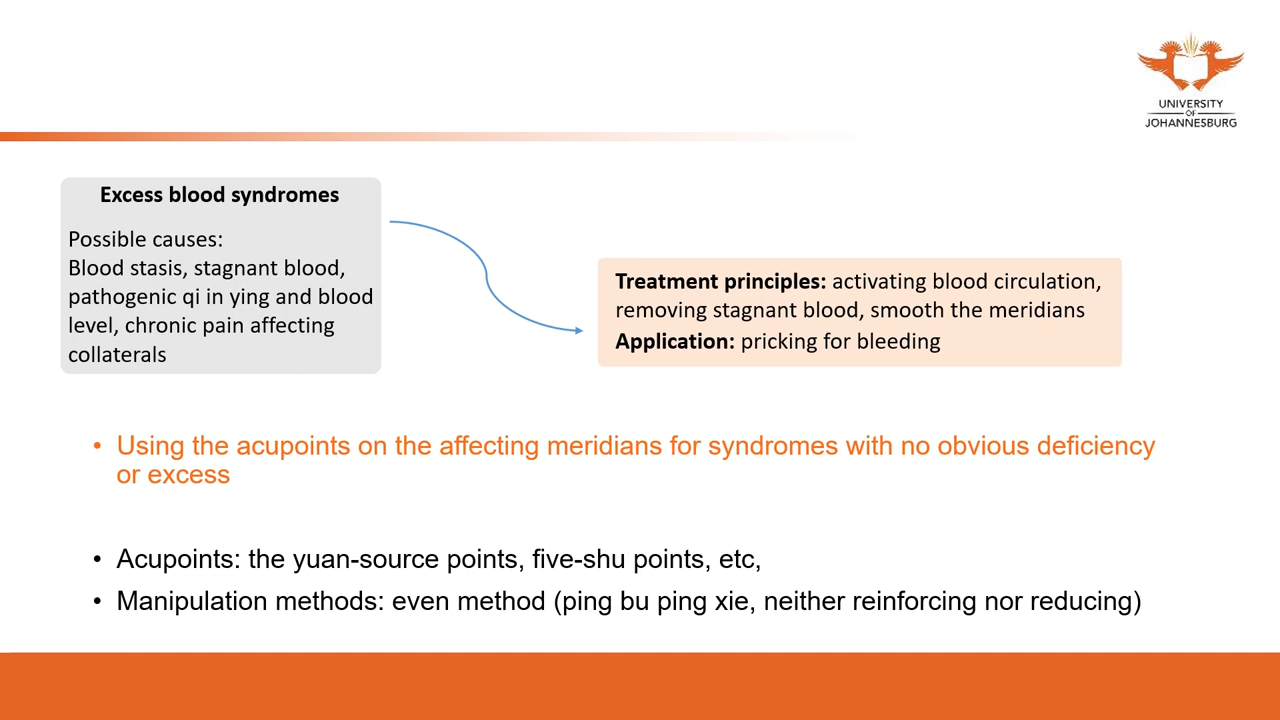 UNIVERSITY
OF
JOHANNESBURG
Excess blood syndromes
Possible causes:
Blood stasis, stagnant blood,
pathogenic qi in ying and blood
level, chronic pain affecting
collaterals
Treatment principles: activating blood circulation,
removing stagnant blood, smooth the meridians
Application: pricking for bleeding
• Using the acupoints on the affecting meridians for syndromes with no obvious deficiency
or excess
• Acupoints: the yuan-source points, five-shu points, etc,
• Manipulation methods: even method (ping bu ping xie, neither reinforcing nor reducing)